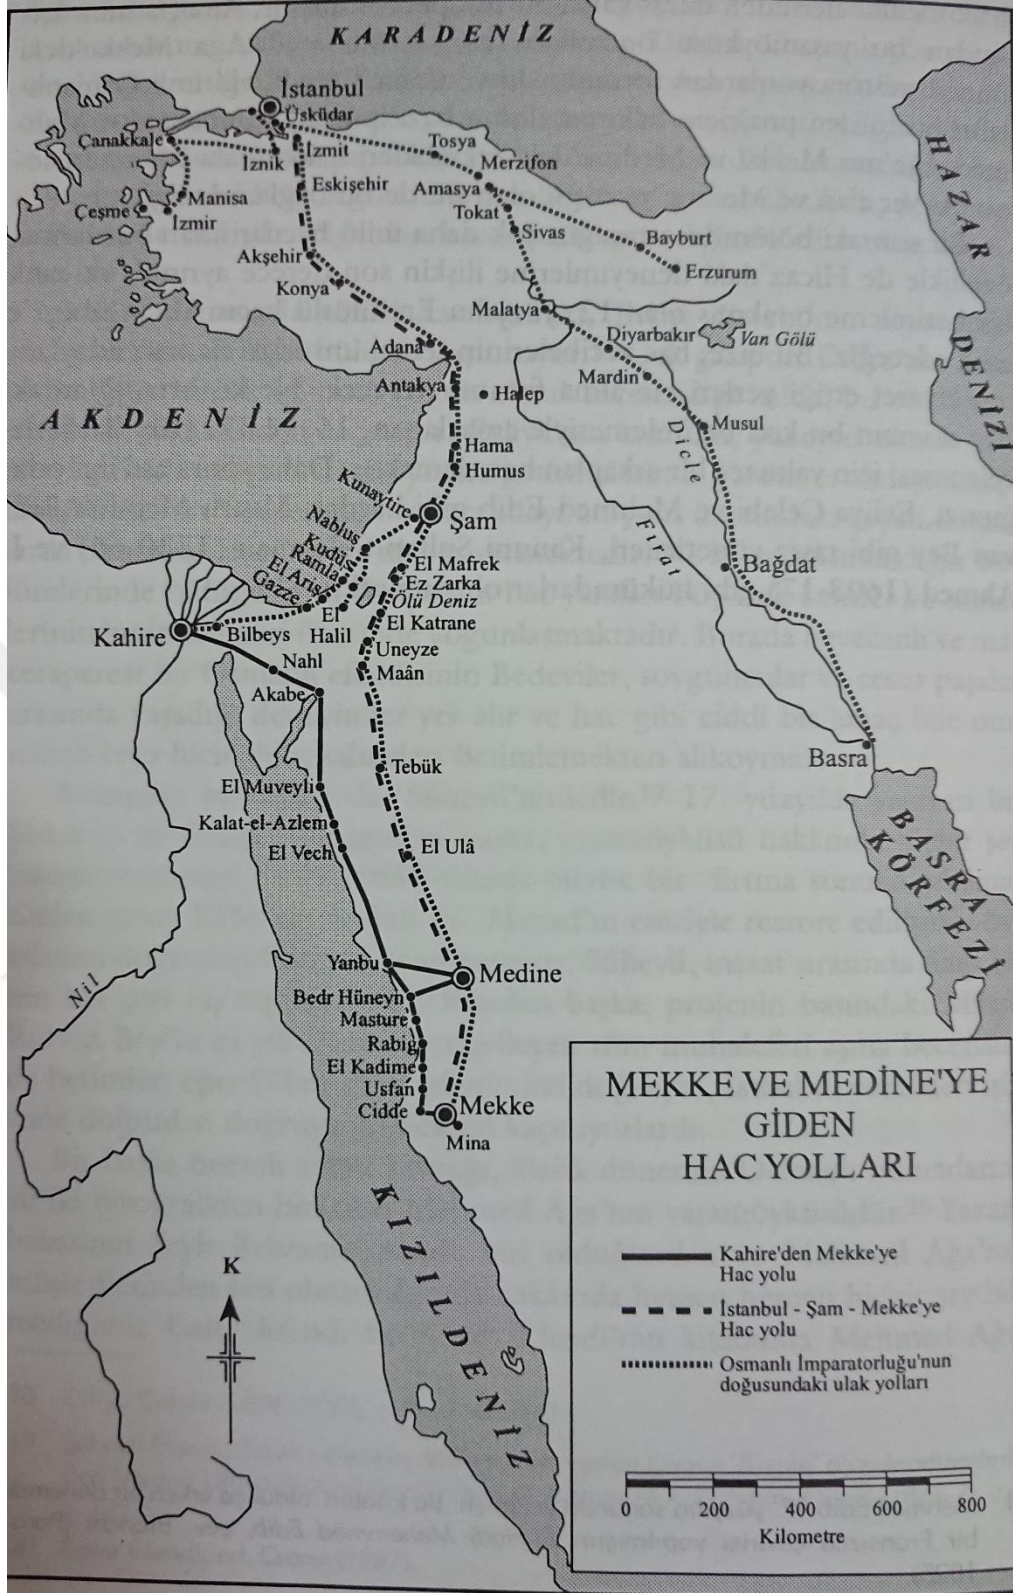 KARADENİZ
İstanbul
Üsküdar
Çanakkale
İznik
İzmit
Tosya
Merzifon
Eskişehir
Amasya
Manisa
Tokat
Çeşme
İzmir
Sivas
Bayburt
Akşehir
Erzurum
Konya
Malatya
Diyarbakır
Van Gölü
Adana
Mardin
Antakya
Halep
HAZAR DENİZİ
AKDENİZ
Musul
Hama
Humus
Dicle
Kunaytire
Şam
Nablus
Fırat
Kudüs
Ramla
El Mafrek
Bağdat
El Ariş
Ez Zarka
Gazze
Ölü Deniz
El Halil
El Katrane
Kahire
Bilbeys
Uneyze
Nahl
Maân
Akabe
Basra
Tebük
El Muveyli
Kalat-el-Azlem
El Vech
El Ulâ
BASRA KÖRFEZİ
Yanbu
Medine
Nil
Bedr Hüneyn
Masture
Rabig
El Kadime
Usfan
Cidde
Mekke
Mina
KIZILDENİZ
K
MEKKE VE MEDİNE'YE
GİDEN
HAC YOLLARI
Kahire'den Mekke'ye
Hac yolu
İstanbul - Şam - Mekke'ye
Hac yolu
Osmanlı İmparatorluğu'nun
doğusundaki ulak yolları
0 200 400 600 800
Kilometre